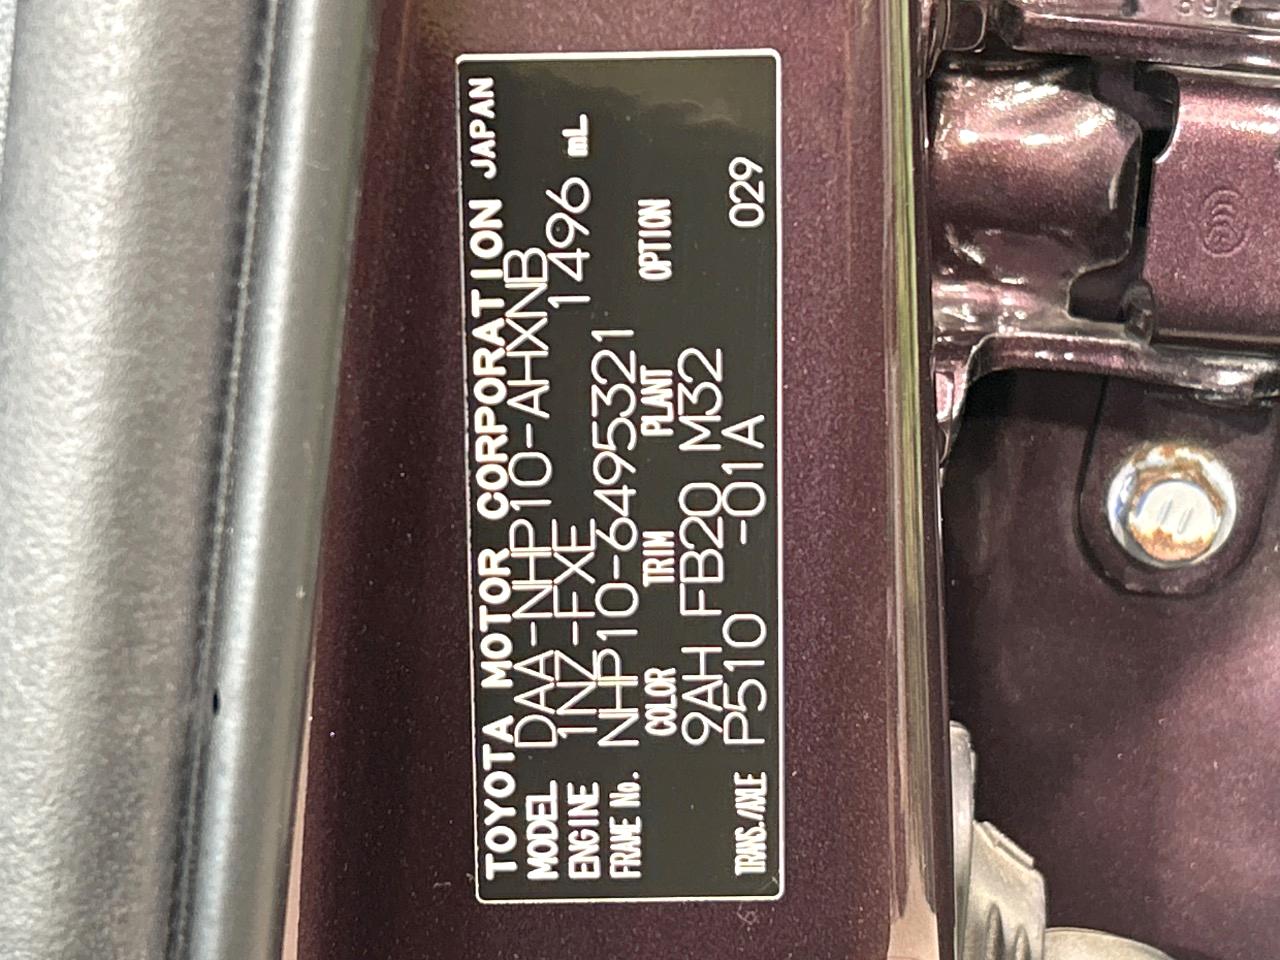 TOYOTA MOTOR CORPORATION JAPAN
MODEL DAA-NHP10-AHXNB
ENGINE 1NZ-FXE 1496 mL
FRAME No. NHP10-6495321
COLOR TRIM PLANT OPTION
9AH FB20 M32
TRANS./AXLE P510 -01A 029